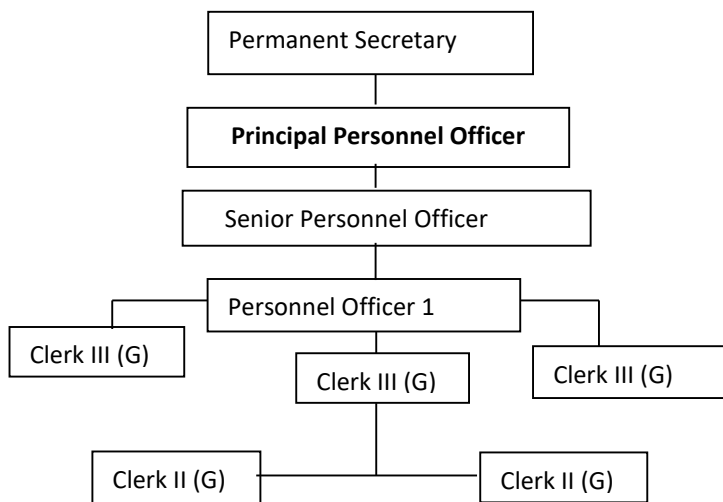 Permanent Secretary
Principal Personnel Officer
Senior Personnel Officer
Personnel Officer 1
Clerk III (G)
Clerk III (G)
Clerk III (G)
Clerk II (G)
Clerk II (G)